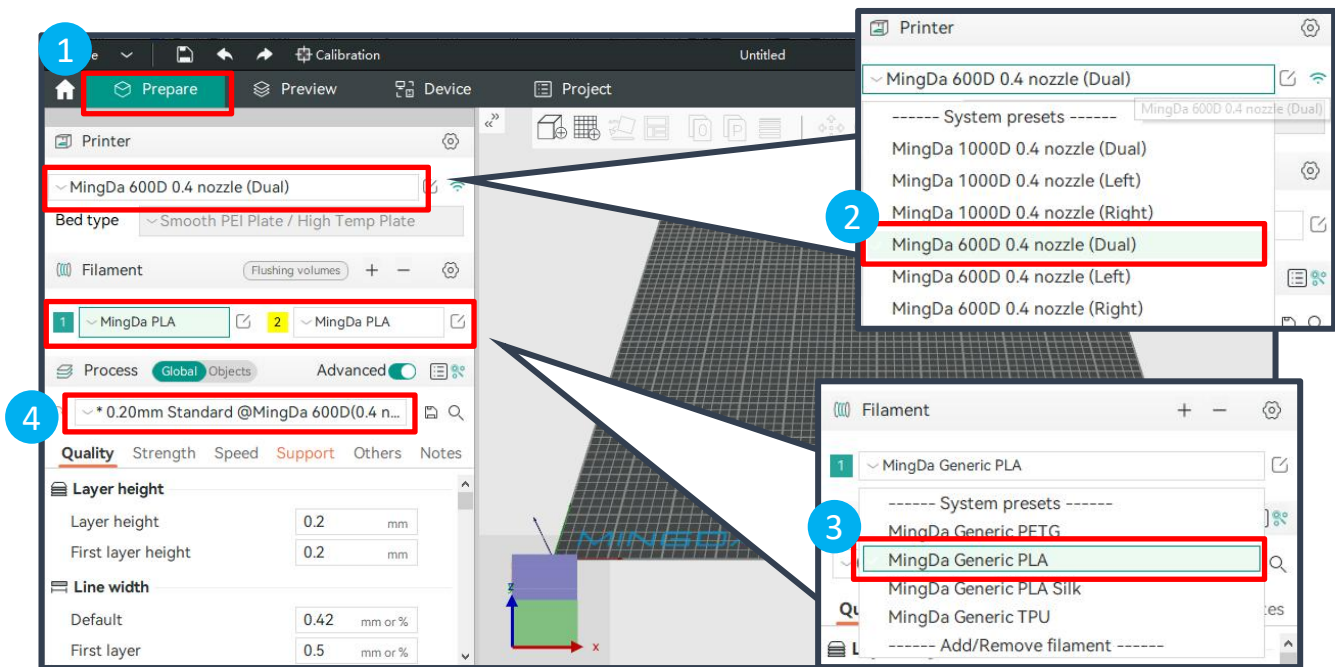 1
e
Calibration
Untitled
Prepare
Preview
Device
Project
Printer
MingDa 600D 0.4 nozzle (Dual)
Bed type
Smooth PEI Plate / High Temp Plate
Filament
Flushing volumes
+ −
1 MingDa PLA
2 MingDa PLA
Process Global Objects Advanced
4
* 0.20mm Standard @MingDa 600D(0.4 n...
Quality Strength Speed Support Others Notes
Layer height
Layer height 0.2 mm
First layer height 0.2 mm
Line width
Default 0.42 mm or %
First layer 0.5 mm or %
x
Printer
MingDa 600D 0.4 nozzle (Dual)
MingDa 600D 0.4 nozzle (Dual)
------ System presets ------
MingDa 1000D 0.4 nozzle (Dual)
MingDa 1000D 0.4 nozzle (Left)
MingDa 1000D 0.4 nozzle (Right)
2
MingDa 600D 0.4 nozzle (Dual)
MingDa 600D 0.4 nozzle (Left)
MingDa 600D 0.4 nozzle (Right)
Filament
+ −
1 MingDa Generic PLA
------ System presets ------
3
MingDa Generic PETG
MingDa Generic PLA
MingDa Generic PLA Silk
MingDa Generic TPU
Qu
es
------ Add/Remove filament ------
L